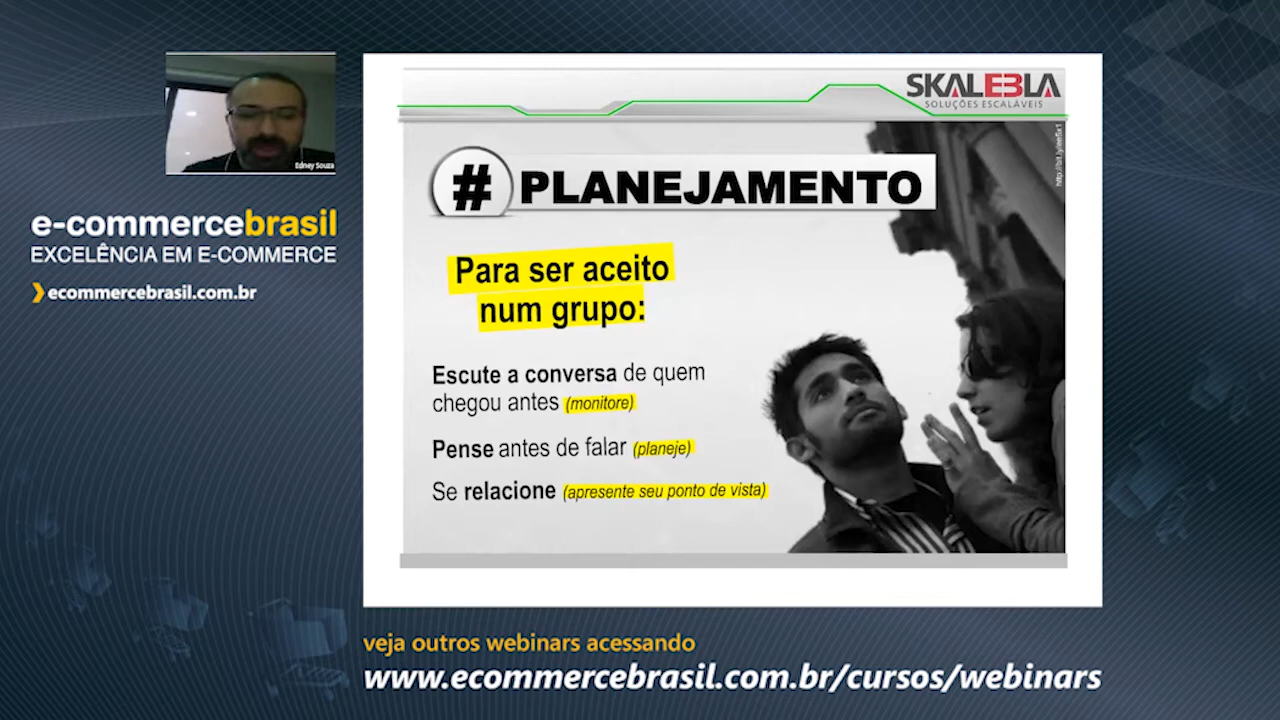 Edney Souza
e-commercebrasil
EXCELÊNCIA EM E-COMMERCE
ecommercebrasil.com.br
SKALEBLA
SOLUÇÕES ESCALÁVEIS
# PLANEJAMENTO
Para ser aceito
num grupo:
Escute a conversa de quem
chegou antes (monitore)
Pense antes de falar (planeje)
Se relacione (apresente seu ponto de vista)
veja outros webinars acessando
www.ecommercebrasil.com.br/cursos/webinars